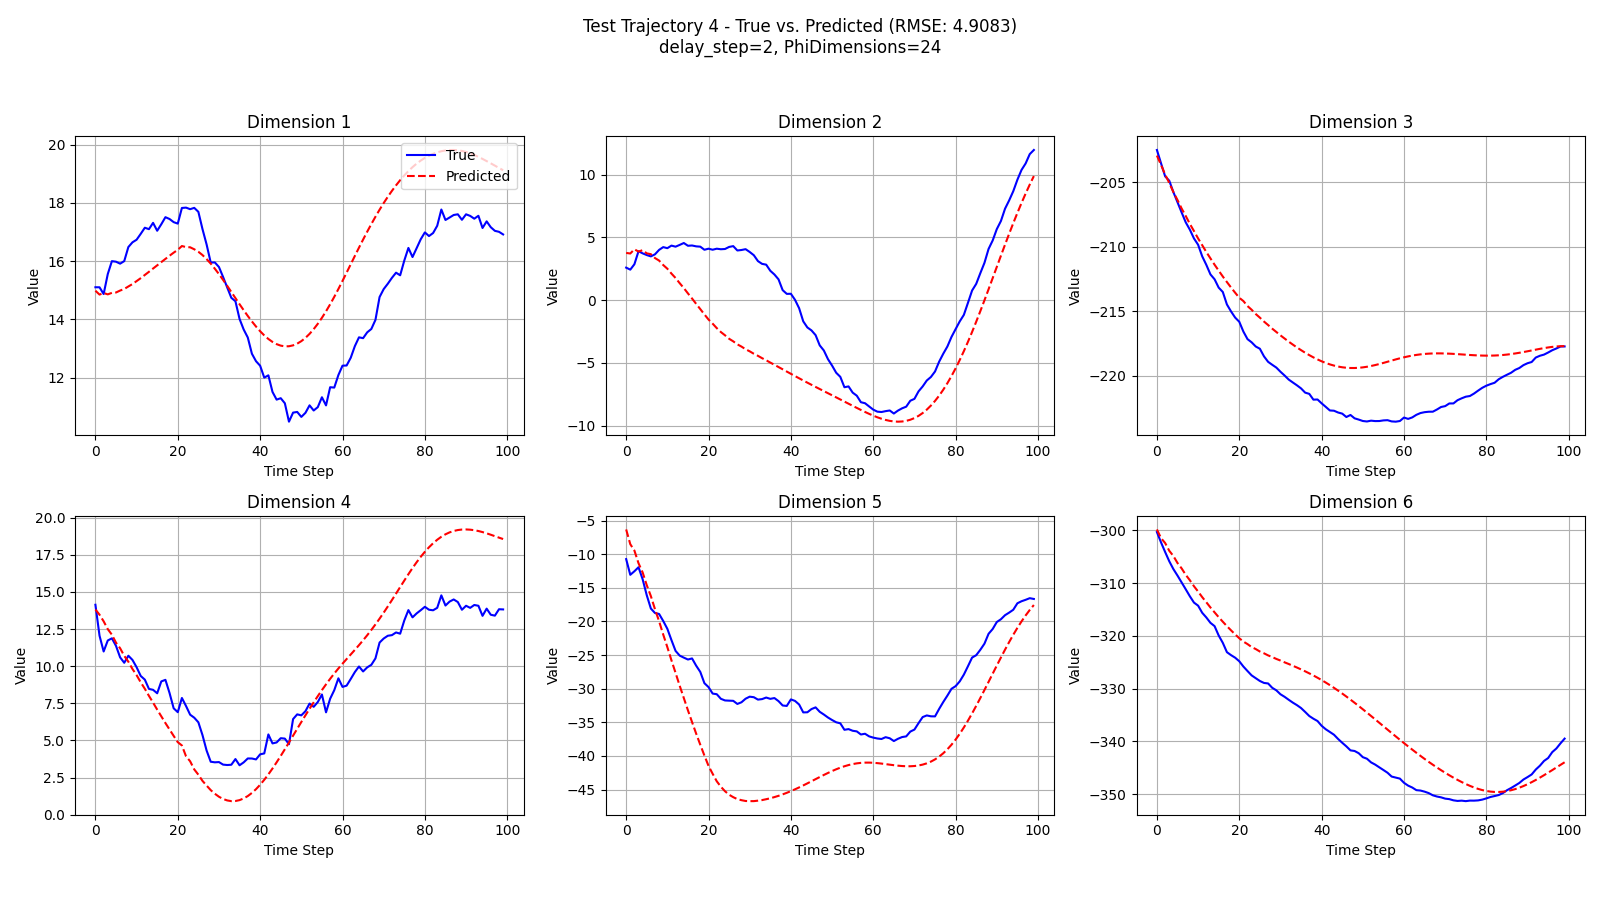 Test Trajectory 4 - True vs. Predicted (RMSE: 4.9083)
delay_step=2, PhiDimensions=24
Dimension 1
Value
20
18
16
14
12
True
Predicted
0 20 40 60 80 100
Time Step
Dimension 2
Value
10
5
0
−5
−10
0 20 40 60 80 100
Time Step
Dimension 3
Value
−205
−210
−215
−220
0 20 40 60 80 100
Time Step
Dimension 4
Value
20.0
17.5
15.0
12.5
10.0
7.5
5.0
2.5
0.0
0 20 40 60 80 100
Time Step
Dimension 5
Value
−5
−10
−15
−20
−25
−30
−35
−40
−45
0 20 40 60 80 100
Time Step
Dimension 6
Value
−300
−310
−320
−330
−340
−350
0 20 40 60 80 100
Time Step